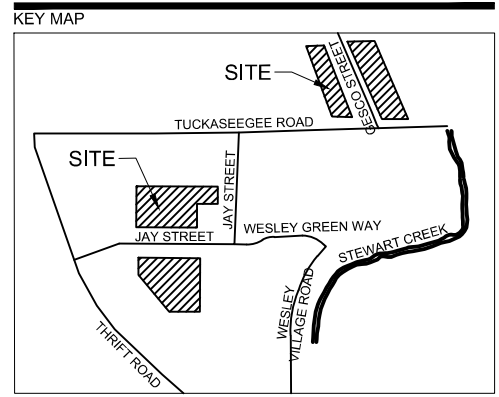 KEY MAP
SITE
GESCO STREET
TUCKASEEGEE ROAD
SITE
JAY STREET
JAY STREET
WESLEY GREEN WAY
STEWART CREEK
WESLEY
VILLAGE ROAD
THRIFT ROAD